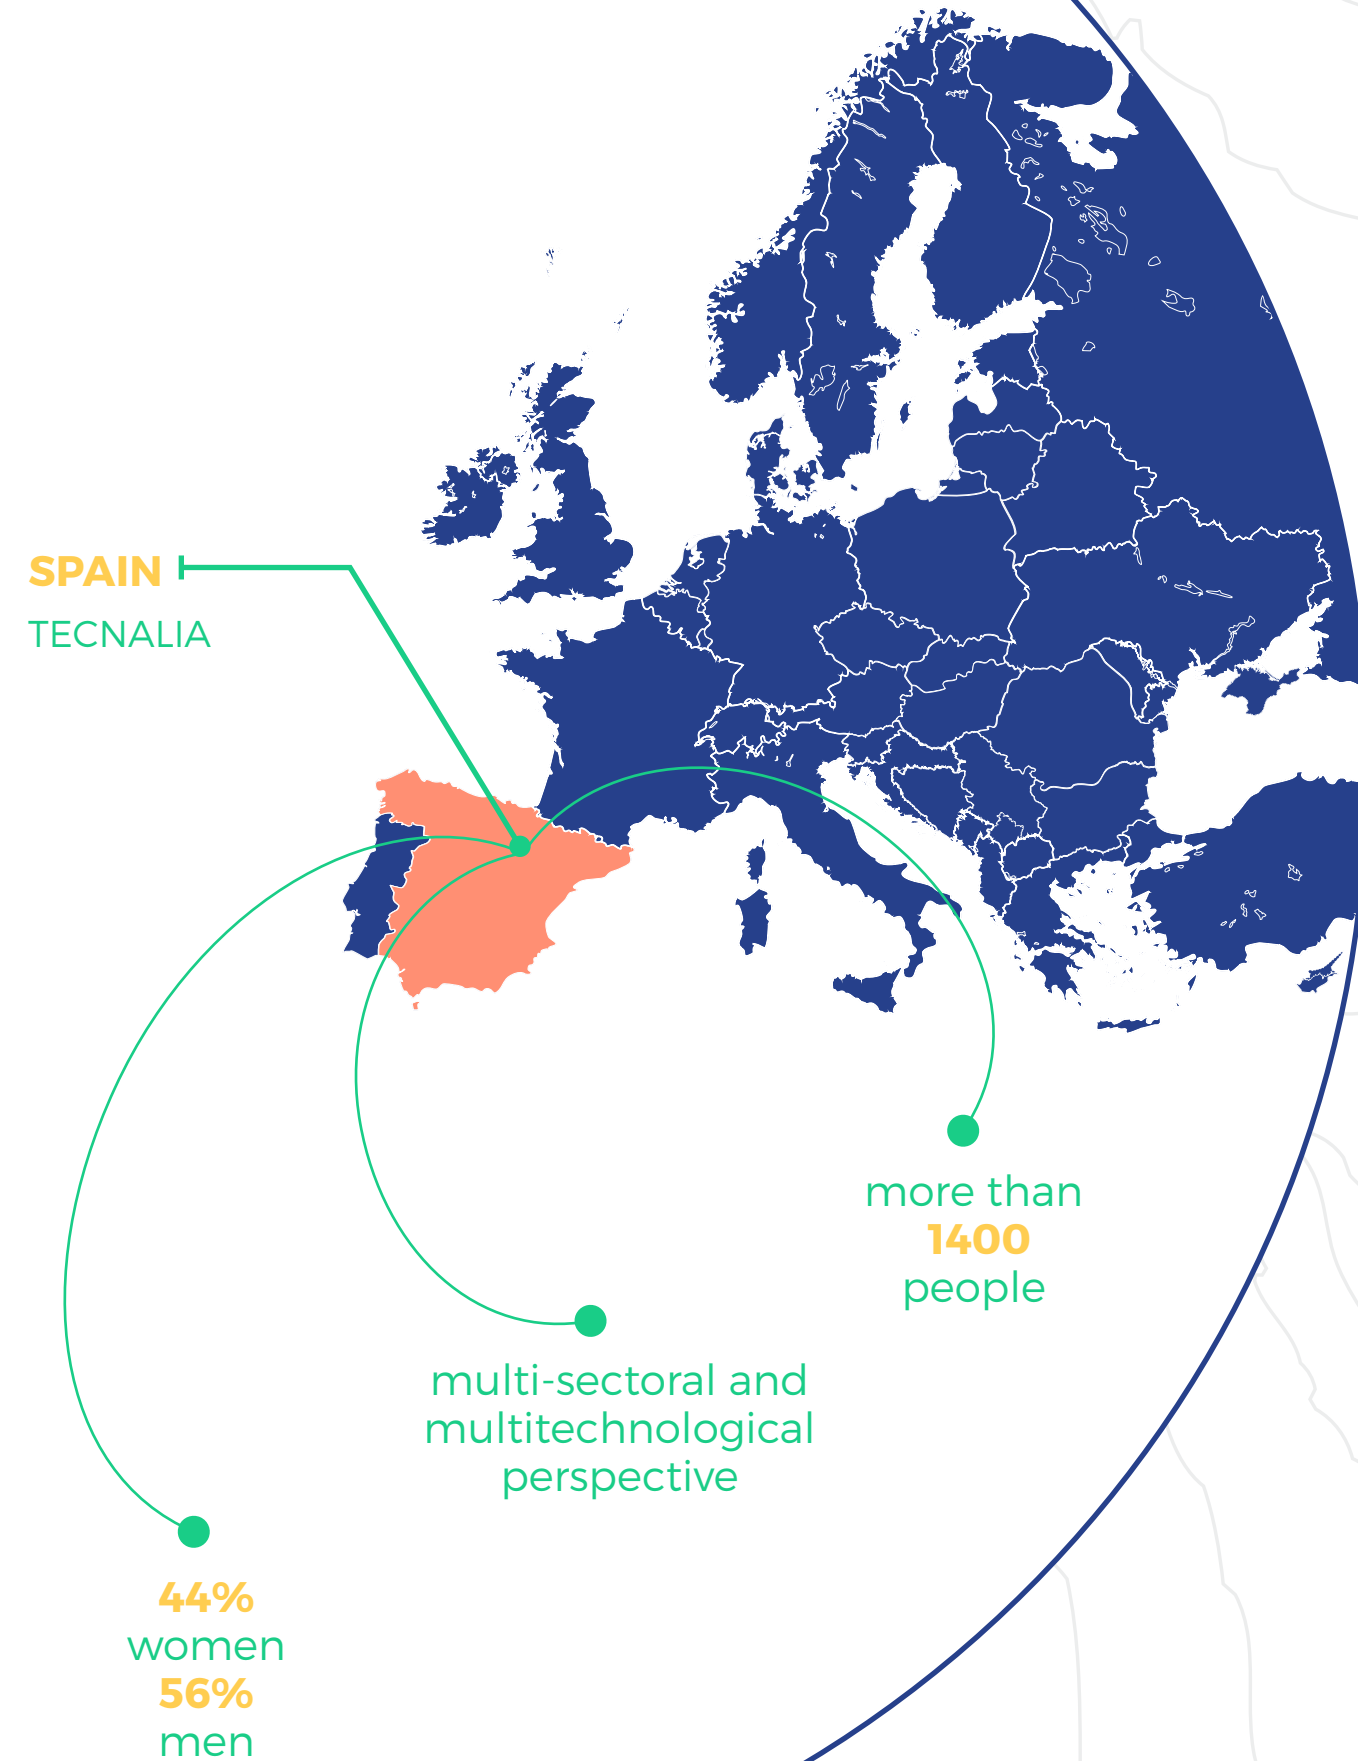 SPAIN
TECNALIA
more than
1400
people
multi-sectoral and
multitechnological
perspective
44%
women
56%
men